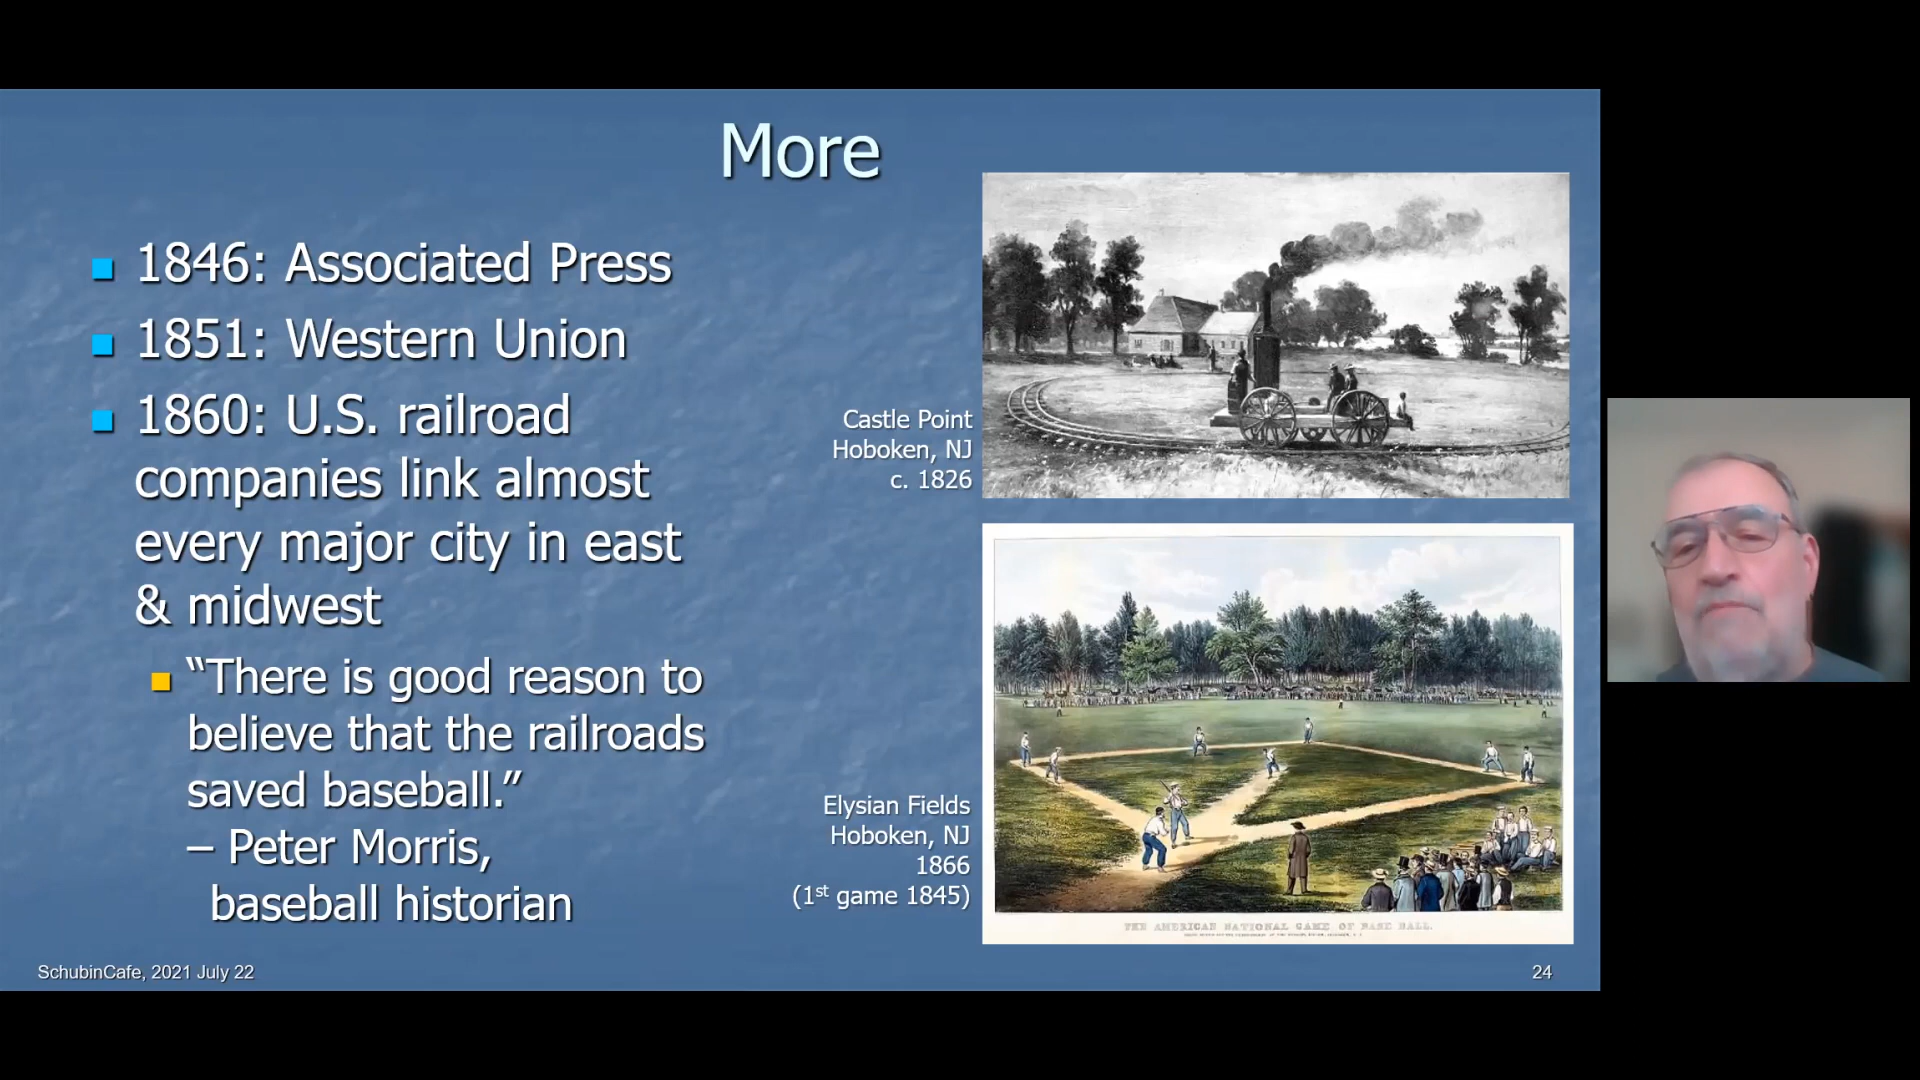 More
1846: Associated Press
1851: Western Union
1860: U.S. railroad
companies link almost
every major city in east
& midwest
“There is good reason to
believe that the railroads
saved baseball.”
– Peter Morris,
baseball historian
Castle Point
Hoboken, NJ
c. 1826
Elysian Fields
Hoboken, NJ
1866
(1st game 1845)
THE AMERICAN NATIONAL GAME OF BASE BALL.
SchubinCafe, 2021 July 22
24